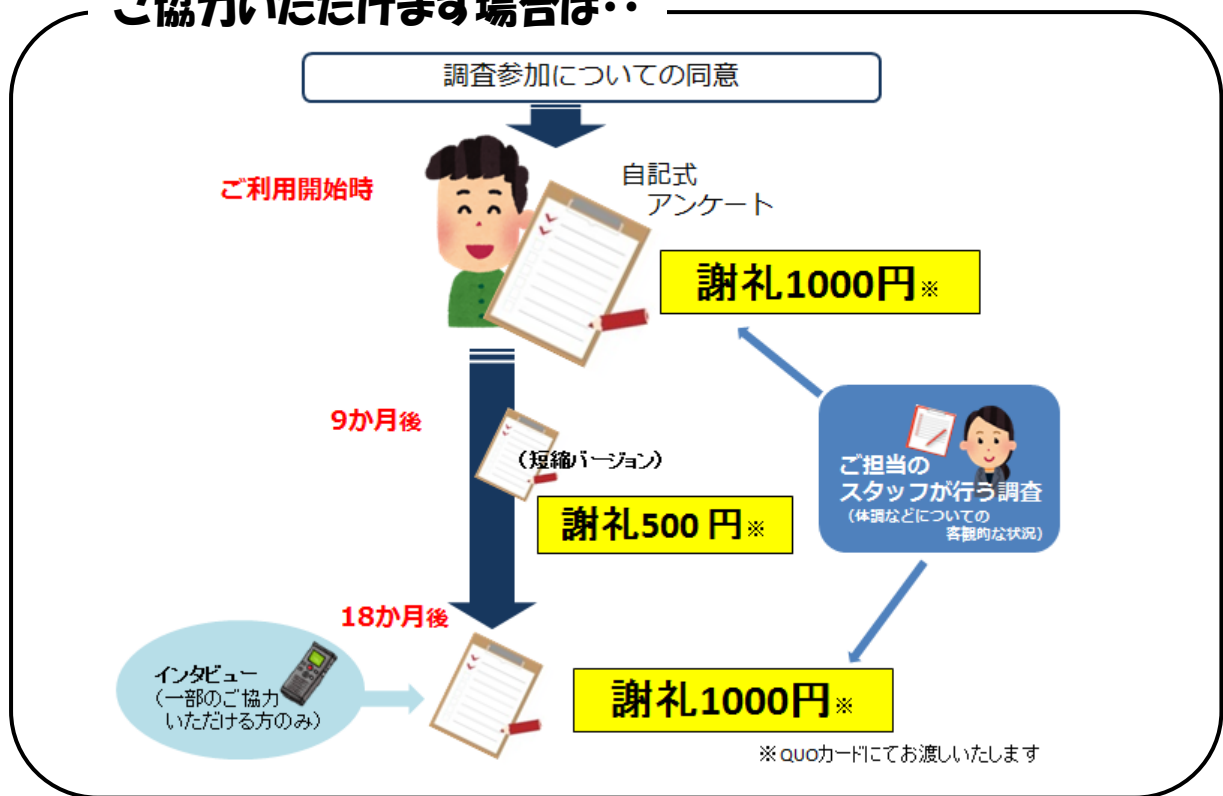 ご協力いただけます場合は‥
調査参加についての同意
ご利用開始時
自記式
アンケート
謝礼1000円※
9か月後
(短縮バージョン)
謝礼500 円※
ご担当の
スタッフが行う調査
(体調などについての
客観的な状況)
18か月後
インタビュー
(一部のご協力
いただける方のみ)
謝礼1000円※
※QUOカードにてお渡しいたします